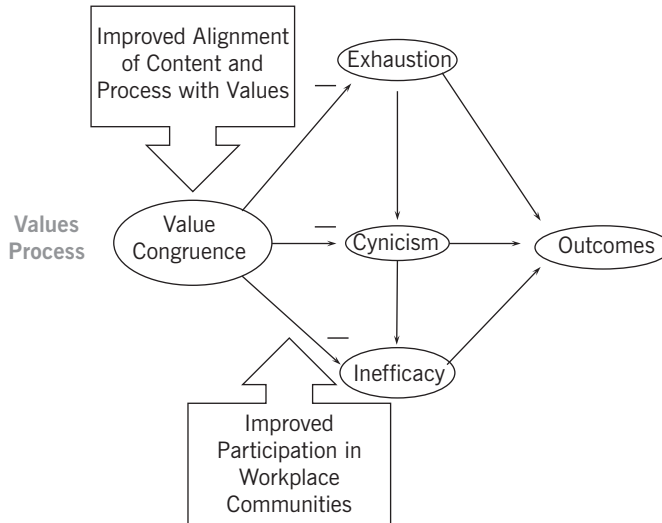 Improved Alignment
of Content and
Process with Values
Exhaustion
—
Values
Process
Value
Congruence
—
Cynicism
Outcomes
—
Inefficacy
Improved
Participation in
Workplace
Communities